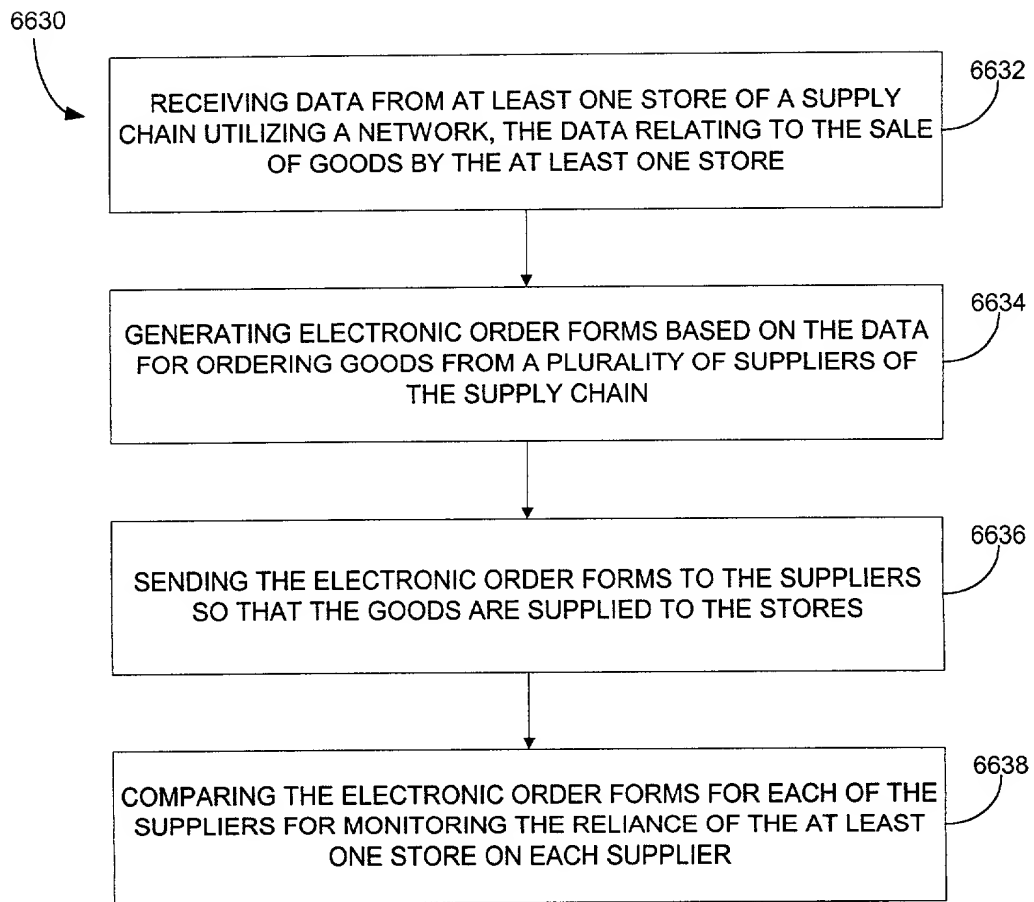 6630
6632
RECEIVING DATA FROM AT LEAST ONE STORE OF A SUPPLY
CHAIN UTILIZING A NETWORK, THE DATA RELATING TO THE SALE
OF GOODS BY THE AT LEAST ONE STORE
6634
GENERATING ELECTRONIC ORDER FORMS BASED ON THE DATA
FOR ORDERING GOODS FROM A PLURALITY OF SUPPLIERS OF
THE SUPPLY CHAIN
6636
SENDING THE ELECTRONIC ORDER FORMS TO THE SUPPLIERS
SO THAT THE GOODS ARE SUPPLIED TO THE STORES
6638
COMPARING THE ELECTRONIC ORDER FORMS FOR EACH OF THE
SUPPLIERS FOR MONITORING THE RELIANCE OF THE AT LEAST
ONE STORE ON EACH SUPPLIER